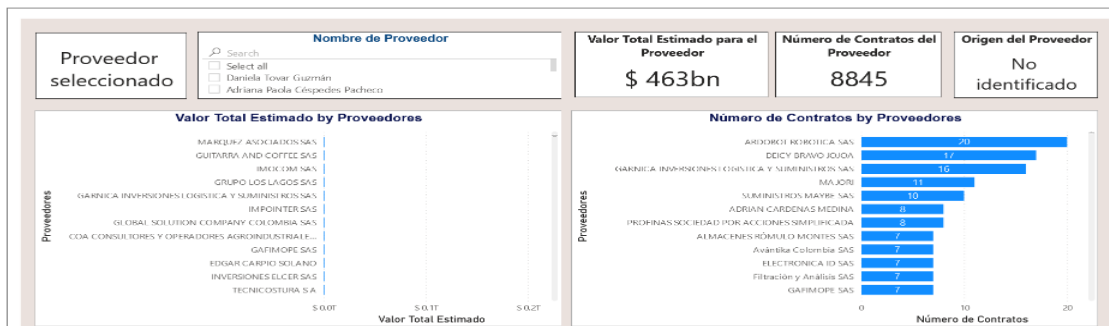 Proveedor
seleccionado
Nombre de Proveedor
Search
Select all
Daniela Tovar Guzmán
Adriana Paola Céspedes Pacheco
Valor Total Estimado para el
Proveedor
$ 463bn
Número de Contratos del
Proveedor
8845
Origen del Proveedor
No
identificado
Valor Total Estimado by Proveedores
Proveedores
MARQUEZ ASOCIADOS SAS
GUITARRA AND COFFEE SAS
IMOCOM SAS
GRUPO LOS LAGOS SAS
GARNICA INVERSIONES LOGISTICA Y SUMINISTROS SAS
IMPOINTER SAS
GLOBAL SOLUTION COMPANY COLOMBIA SAS
COA CONSULTORES Y OPERADORES AGROINDUSTRIALE...
GAFIMOPE SAS
EDGAR CARPIO SOLANO
INVERSIONES ELCER SAS
TECNICOSTURA S A
$ 0.0T $ 0.1T $ 0.2T
Valor Total Estimado
Número de Contratos by Proveedores
Proveedores
ARDOBOT ROBOTICA SAS 20
DEICY BRAVO JOJOA 17
GARNICA INVERSIONES LOGISTICA Y SUMINISTROS SAS 16
MAJORI 11
SUMINISTROS MAYBE SAS 10
ADRIAN CARDENAS MEDINA 8
PROFINAS SOCIEDAD POR ACCIONES SIMPLIFICADA 8
ALMACENES RÓMULO MONTES SAS 7
Avántika Colombia SAS 7
ELECTRONICA ID SAS 7
Filtración y Análisis SAS 7
GAFIMOPE SAS 7
0 10 20
Número de Contratos